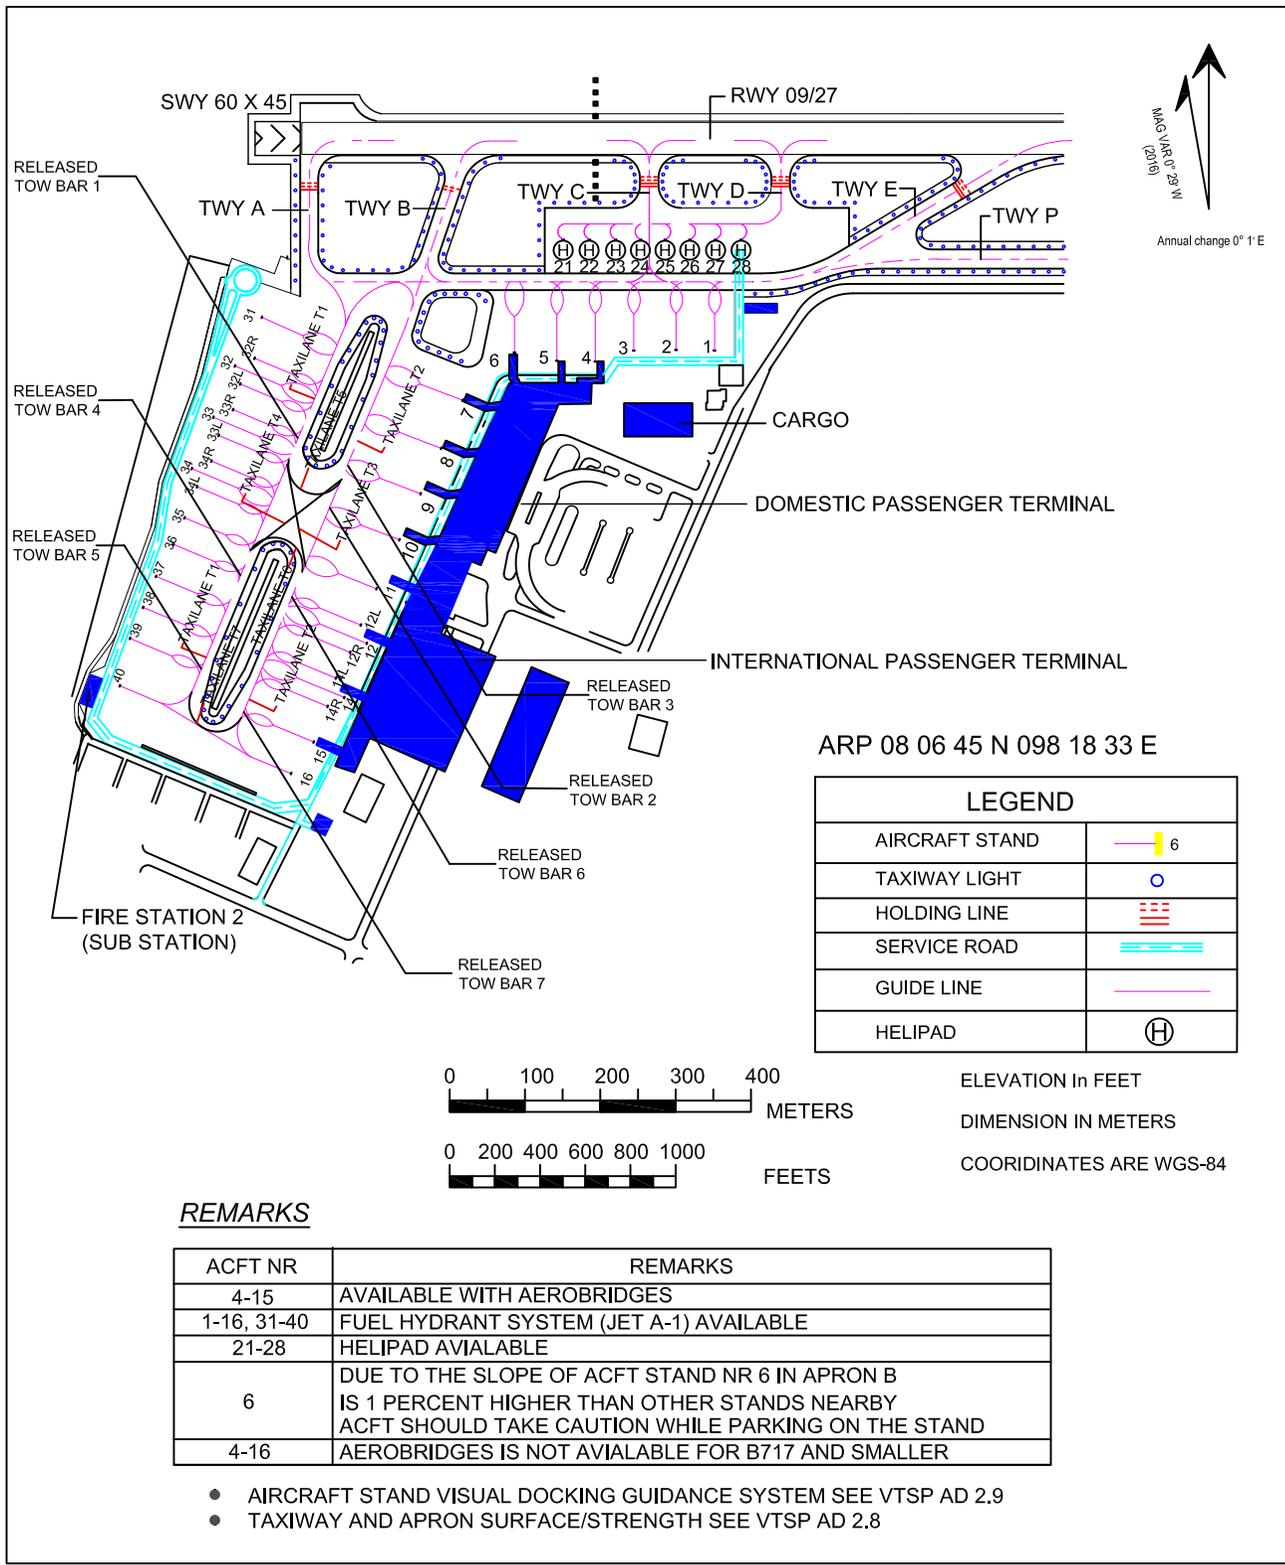 SWY 60 X 45
RWY 09/27
MAG VAR 0° 29' W
(2016)
Annual change 0° 1' E
RELEASED
TOW BAR 1
TWY A
TWY B
TWY C
TWY D
TWY E
TWY P
H H H H H H H H
21 22 23 24 25 26 27 28
31
32R
32
32L
33R
33
33L
34R
34
34L
35
36
37
38
39
40
TAXILANE T1
TAXILANE T5
TAXILANE T2
TAXILANE T4
TAXILANE T3
TAXILANE T1
TAXILANE T6
TAXILANE T7
TAXILANE T2
6
5
4
3
2
1
7
8
9
10
11
12L
12
12R
14R
15
16
RELEASED
TOW BAR 4
RELEASED
TOW BAR 5
CARGO
DOMESTIC PASSENGER TERMINAL
INTERNATIONAL PASSENGER TERMINAL
RELEASED
TOW BAR 3
RELEASED
TOW BAR 2
RELEASED
TOW BAR 6
RELEASED
TOW BAR 7
FIRE STATION 2
(SUB STATION)
ARP 08 06 45 N 098 18 33 E
LEGEND
AIRCRAFT STAND 6
TAXIWAY LIGHT
HOLDING LINE
SERVICE ROAD
GUIDE LINE
HELIPAD H
0 100 200 300 400
METERS
0 200 400 600 800 1000
FEETS
ELEVATION In FEET
DIMENSION IN METERS
COORIDINATES ARE WGS-84
REMARKS
ACFT NR REMARKS
4-15 AVAILABLE WITH AEROBRIDGES
1-16, 31-40 FUEL HYDRANT SYSTEM (JET A-1) AVAILABLE
21-28 HELIPAD AVIALABLE
DUE TO THE SLOPE OF ACFT STAND NR 6 IN APRON B
6 IS 1 PERCENT HIGHER THAN OTHER STANDS NEARBY
ACFT SHOULD TAKE CAUTION WHILE PARKING ON THE STAND
4-16 AEROBRIDGES IS NOT AVIALABLE FOR B717 AND SMALLER
● AIRCRAFT STAND VISUAL DOCKING GUIDANCE SYSTEM SEE VTSP AD 2.9
● TAXIWAY AND APRON SURFACE/STRENGTH SEE VTSP AD 2.8